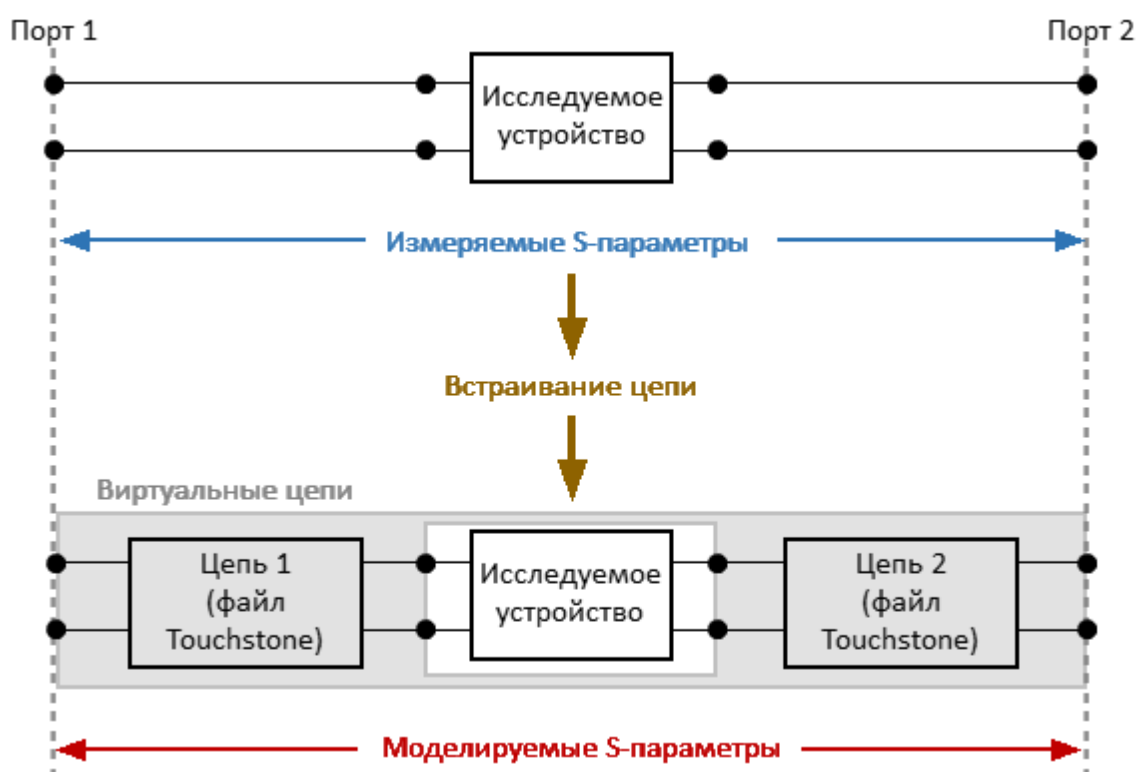 Порт 1
Порт 2
Исследуемое
устройство
Измеряемые S-параметры
Встраивание цепи
Виртуальные цепи
Цепь 1
(файл
Touchstone)
Исследуемое
устройство
Цепь 2
(файл
Touchstone)
Моделируемые S-параметры